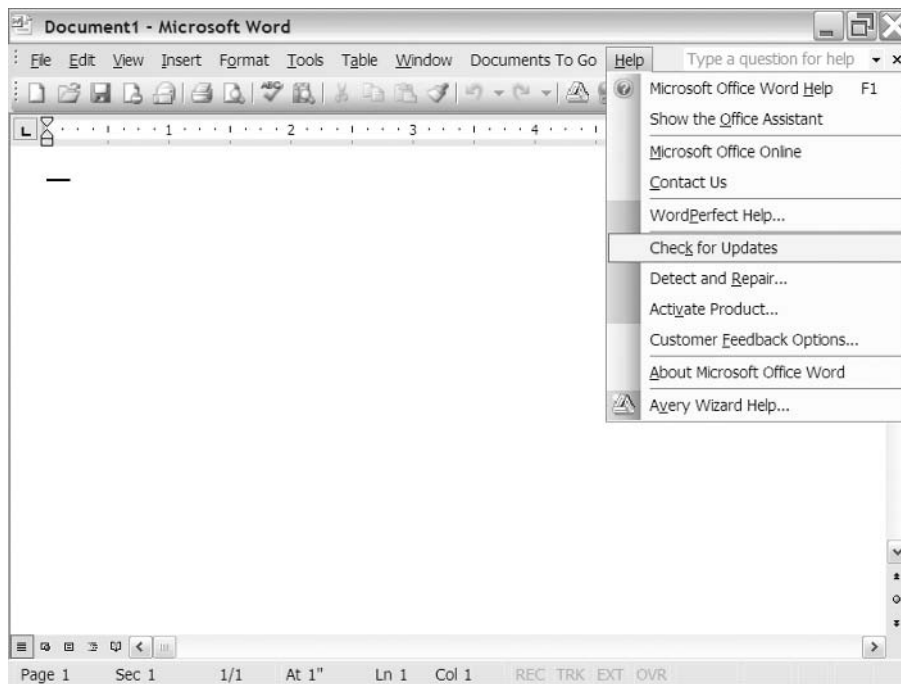 Document1 - Microsoft Word
File Edit View Insert Format Tools Table Window Documents To Go Help Type a question for help
L 1 2 3 4
Microsoft Office Word Help F1
Show the Office Assistant
Microsoft Office Online
Contact Us
WordPerfect Help...
Check for Updates
Detect and Repair...
Activate Product...
Customer Feedback Options...
About Microsoft Office Word
Avery Wizard Help...
Page 1 Sec 1 1/1 At 1" Ln 1 Col 1 REC TRK EXT OVR